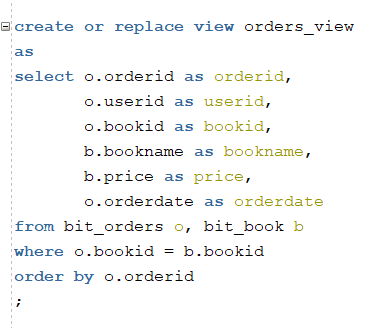 create or replace view orders_view
as
select o.orderid as orderid,
       o.userid as userid,
       o.bookid as bookid,
       b.bookname as bookname,
       b.price as price,
       o.orderdate as orderdate
from bit_orders o, bit_book b
where o.bookid = b.bookid
order by o.orderid
;